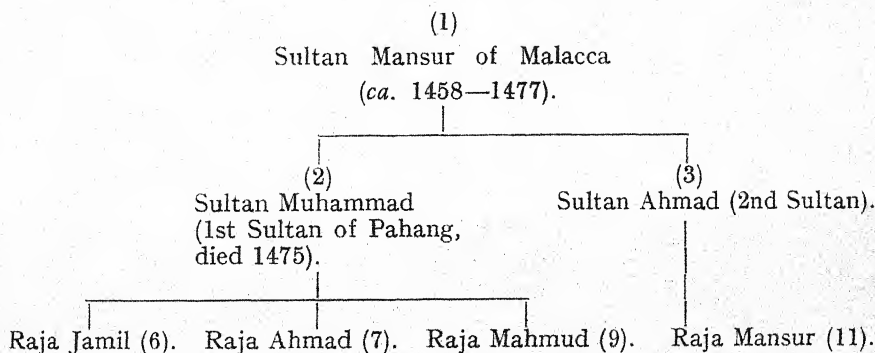 (1)
Sultan Mansur of Malacca
(ca. 1458—1477).
(2)
Sultan Muhammad
(1st Sultan of Pahang,
died 1475).
(3)
Sultan Ahmad (2nd Sultan).
Raja Jamil (6). Raja Ahmad (7). Raja Mahmud (9). Raja Mansur (11).